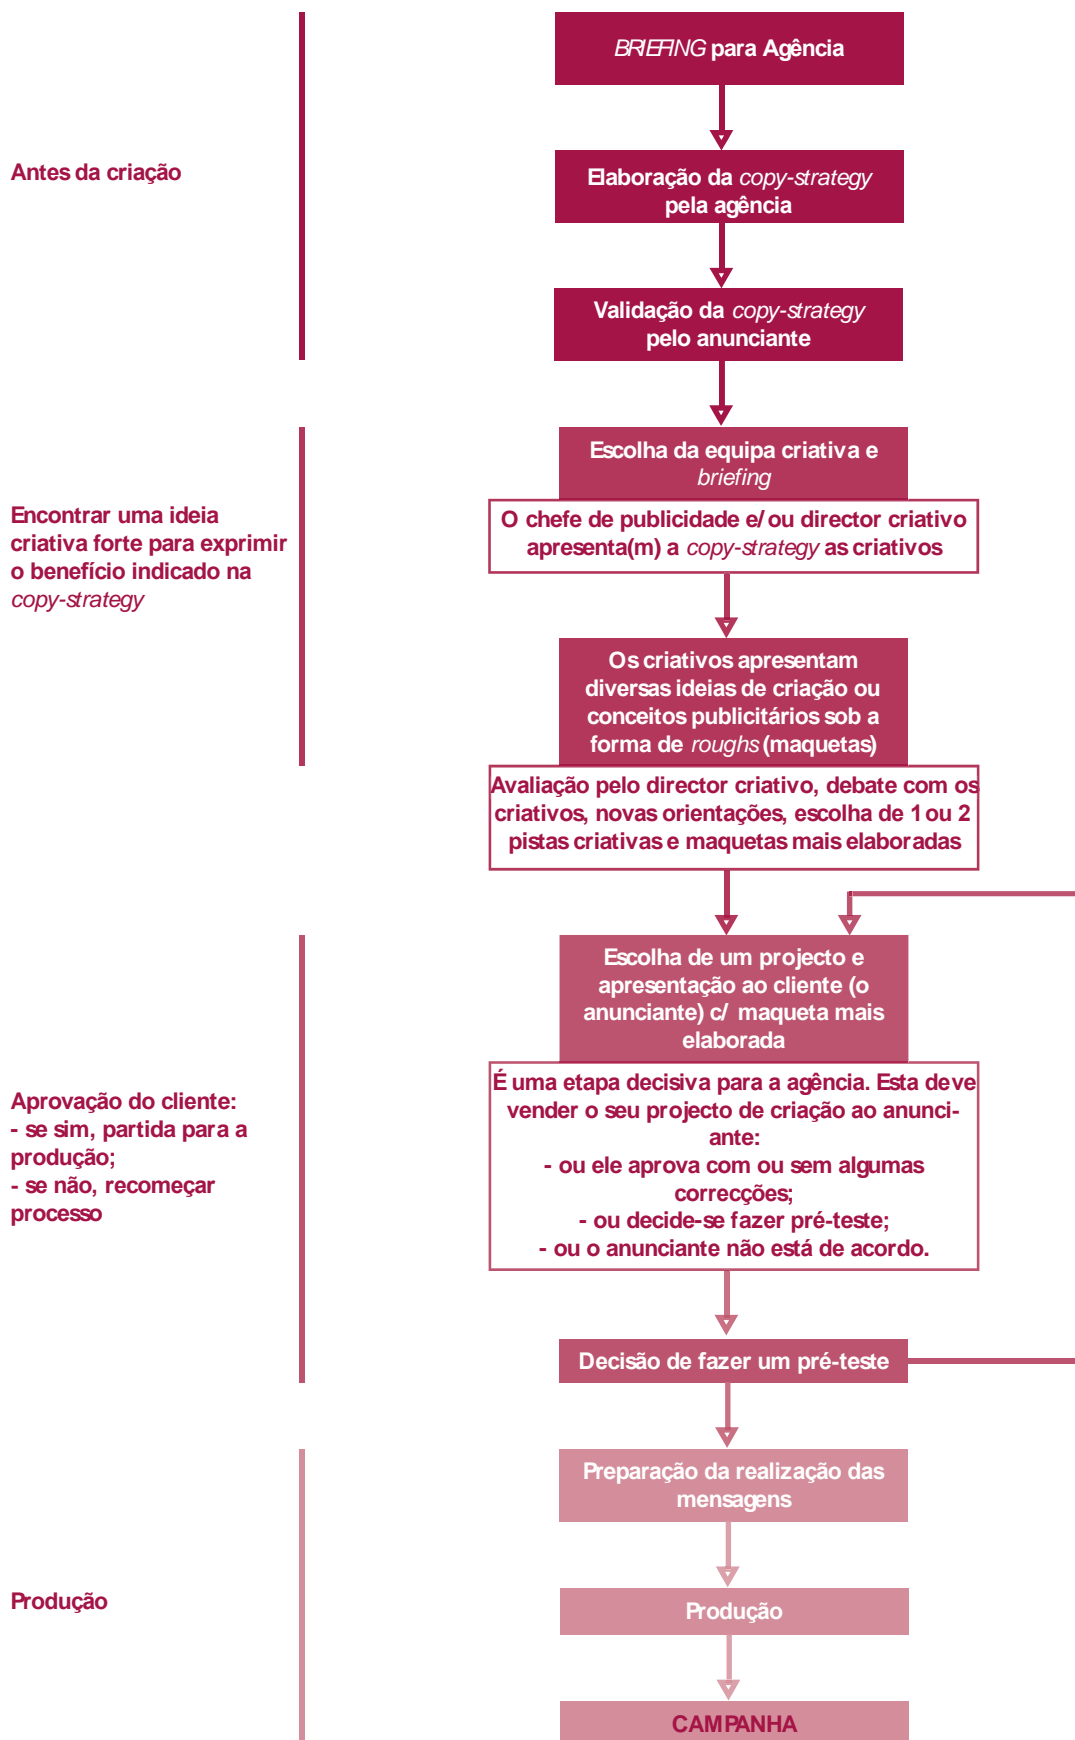 BRIEFING para Agência
Antes da criação
Elaboração da copy-strategy
pela agência
Validação da copy-strategy
pelo anunciante
Escolha da equipa criativa e
briefing
O chefe de publicidade e/ou director criativo
apresenta(m) a copy-strategy as criativos
Encontrar uma ideia
criativa forte para exprimir
o benefício indicado na
copy-strategy
Os criativos apresentam
diversas ideias de criação ou
conceitos publicitários sob a
forma de roughs (maquetas)
Avaliação pelo director criativo, debate com os
criativos, novas orientações, escolha de 1 ou 2
pistas criativas e maquetas mais elaboradas
Escolha de um projecto e
apresentação ao cliente (o
anunciante) c/ maqueta mais
elaborada
É uma etapa decisiva para a agência. Esta deve
vender o seu projecto de criação ao anunci-
ante:
- ou ele aprova com ou sem algumas
correcções;
- ou decide-se fazer pré-teste;
- ou o anunciante não está de acordo.
Aprovação do cliente:
- se sim, partida para a
produção;
- se não, recomeçar
processo
Decisão de fazer um pré-teste
Preparação da realização das
mensagens
Produção
Produção
CAMPANHA